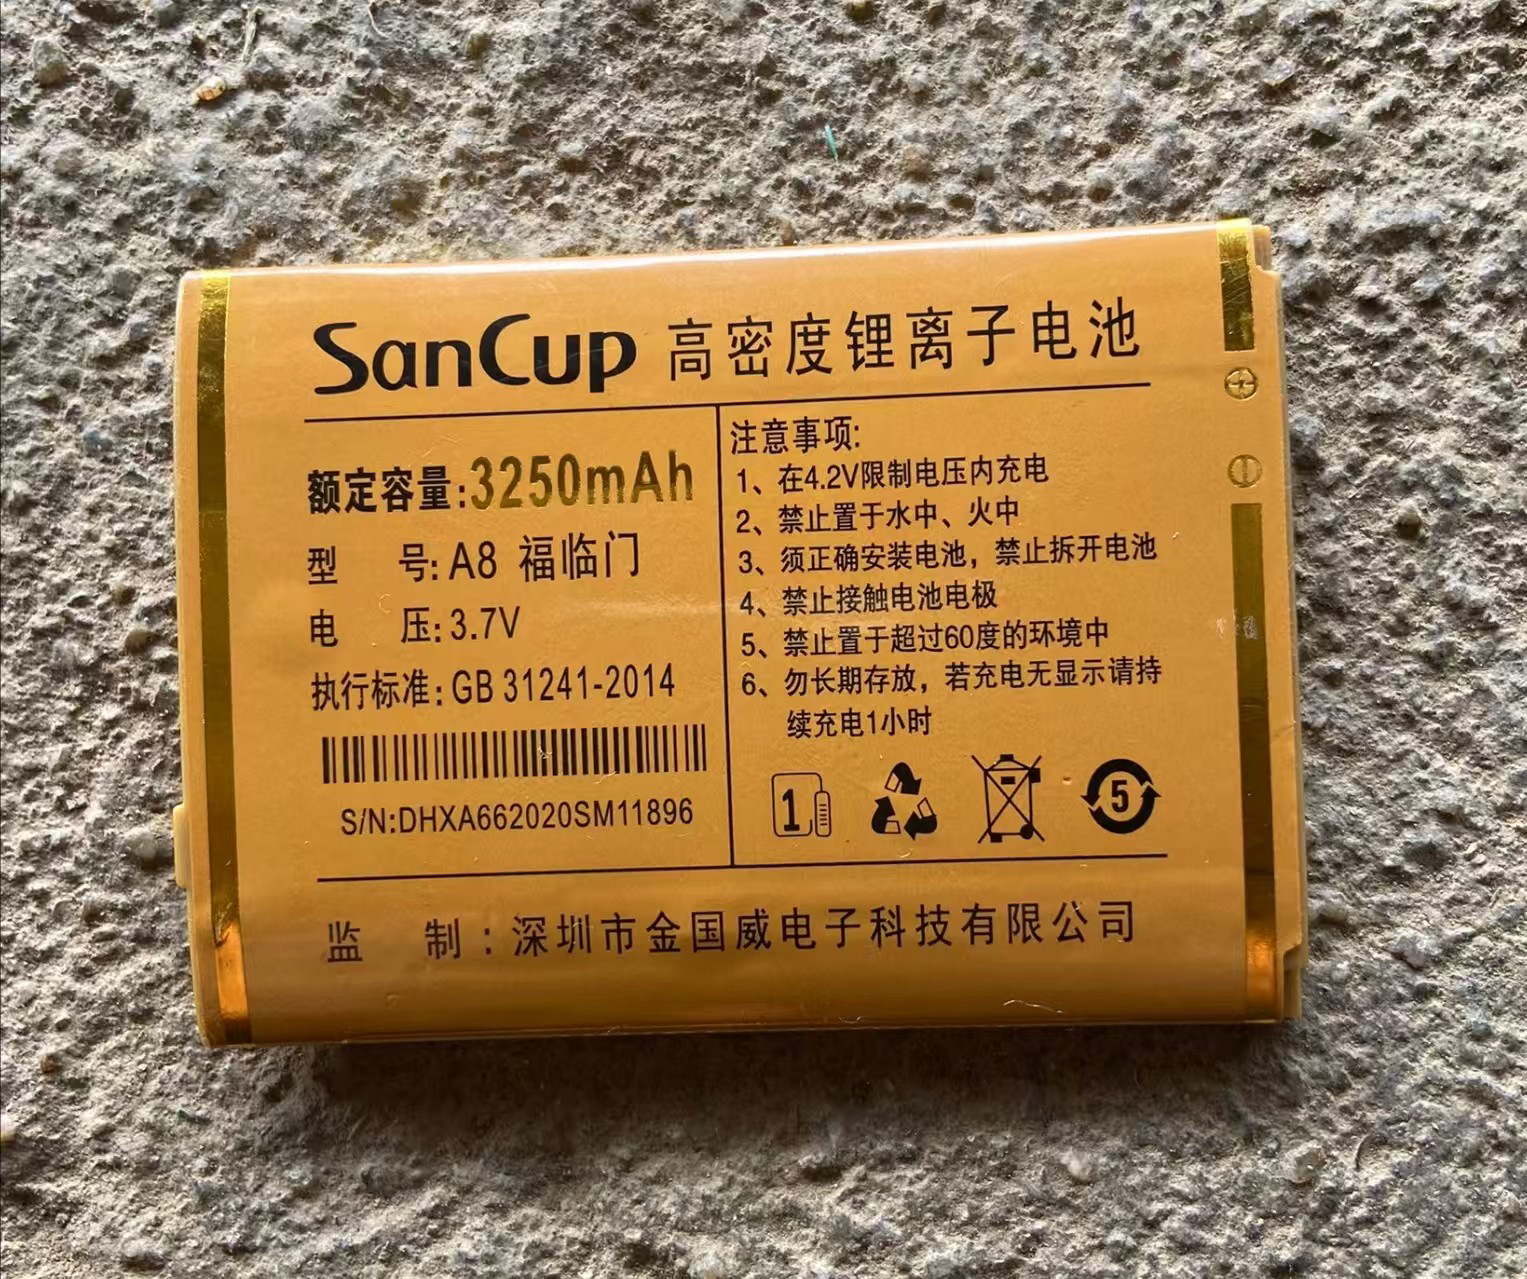 SanCup 高密度锂离子电池
额定容量:3250mAh
型 号:A8 福临门
电 压:3.7V
执行标准:GB 31241-2014
S/N:DHXA662020SM11896
注意事项:
1、在4.2V限制电压内充电
2、禁止置于水中、火中
3、须正确安装电池，禁止拆开电池
4、禁止接触电池电极
5、禁止置于超过60度的环境中
6、勿长期存放，若充电无显示请持
续充电1小时
1
5
监 制:深圳市金国威电子科技有限公司